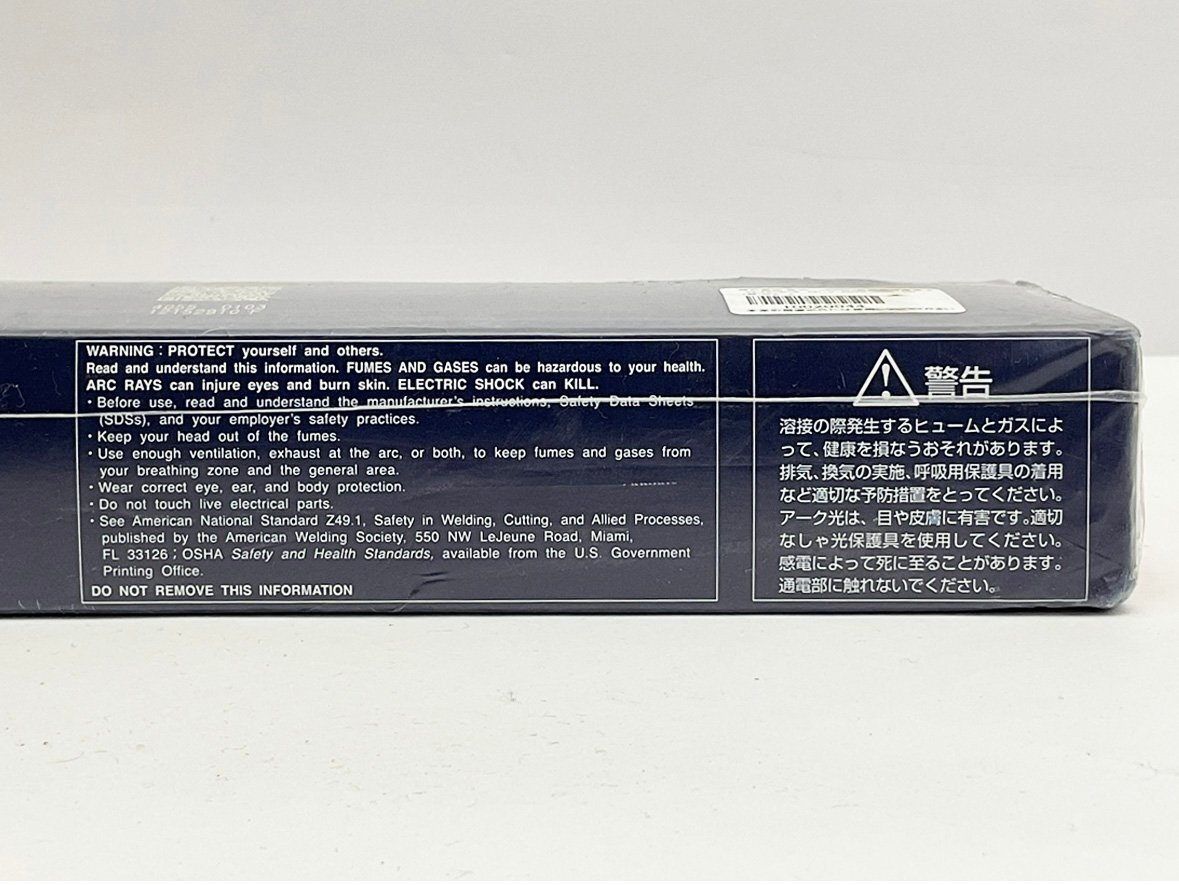 WARNING : PROTECT yourself and others.
Read and understand this information. FUMES AND GASES can be hazardous to your health.
ARC RAYS can injure eyes and burn skin. ELECTRIC SHOCK can KILL.
• Before use, read and understand the manufacturer's instructions, Safety Data Sheets
(SDSs), and your employer's safety practices.
• Keep your head out of the fumes.
• Use enough ventilation, exhaust at the arc, or both, to keep fumes and gases from
your breathing zone and the general area.
• Wear correct eye, ear, and body protection.
• Do not touch live electrical parts.
• See American National Standard Z49.1, Safety in Welding, Cutting, and Allied Processes,
published by the American Welding Society, 550 NW LeJeune Road, Miami,
FL 33126 ; OSHA Safety and Health Standards, available from the U.S. Government
Printing Office.
DO NOT REMOVE THIS INFORMATION
警告
溶接の際発生するヒュームとガスによ
って、健康を損なうおそれがあります。
排気、換気の実施、呼吸用保護具の着用
など適切な予防措置をとってください。
アーク光は、目や皮膚に有害です。適切
なしゃ光保護具を使用してください。
感電によって死に至ることがあります。
通電部に触れないでください。